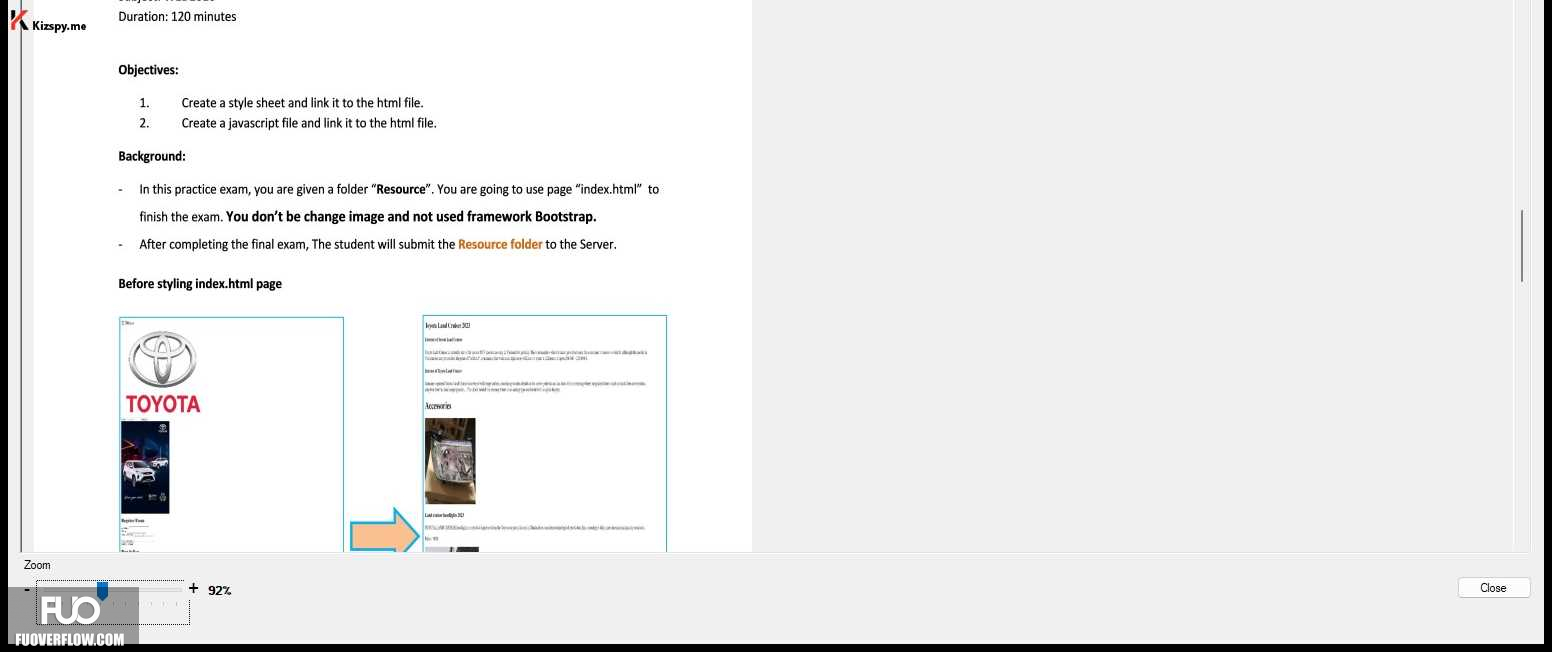 Kizspy.me
Duration: 120 minutes
Objectives:
1. Create a style sheet and link it to the html file.
2. Create a javascript file and link it to the html file.
Background:
- In this practice exam, you are given a folder “Resource”. You are going to use page “index.html” to
finish the exam. You don’t be change image and not used framework Bootstrap.
- After completing the final exam, The student will submit the Resource folder to the Server.
Before styling index.html page
TOYOTA
Toyota Land Cruiser 2023
Accessories
Zoom
- + 92%
Close
FUO
FUOVERFLOW.COM